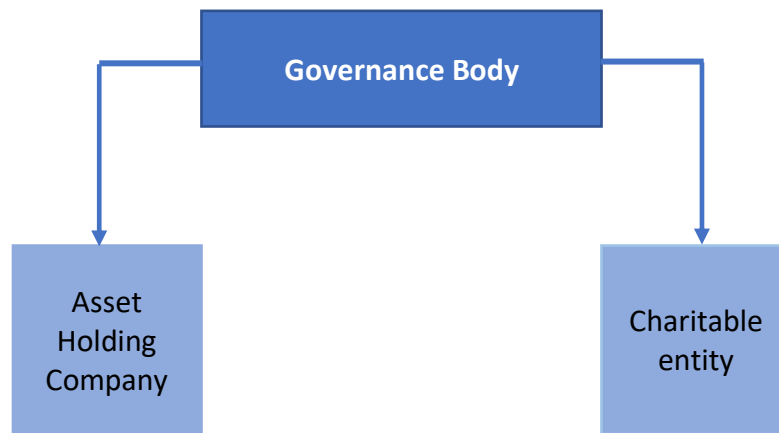 Governance Body
Asset
Holding
Company
Charitable
entity